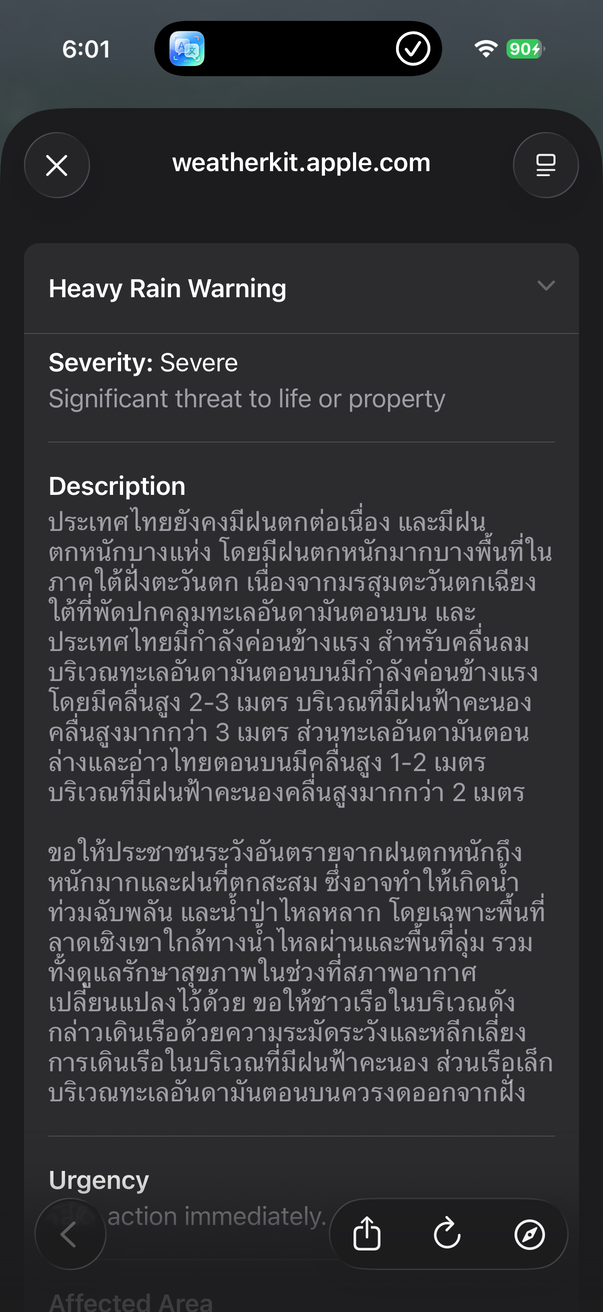 6:01
90
weatherkit.apple.com
Heavy Rain Warning
Severity: Severe
Significant threat to life or property
Description
ประเทศไทยยังคงมีฝนตกต่อเนื่อง และมีฝน
ตกหนักบางแห่ง โดยมีฝนตกหนักมากบางพื้นที่ใน
ภาคใต้ฝั่งตะวันตก เนื่องจากมรสุมตะวันตกเฉียง
ใต้ที่พัดปกคลุมทะเลอันดามันตอนบน และ
ประเทศไทยมีกำลังค่อนข้างแรง สำหรับคลื่นลม
บริเวณทะเลอันดามันตอนบนมีกำลังค่อนข้างแรง
โดยมีคลื่นสูง 2-3 เมตร บริเวณที่มีฝนฟ้าคะนอง
คลื่นสูงมากกว่า 3 เมตร ส่วนทะเลอันดามันตอน
ล่างและอ่าวไทยตอนบนมีคลื่นสูง 1-2 เมตร
บริเวณที่มีฝนฟ้าคะนองคลื่นสูงมากกว่า 2 เมตร
ขอให้ประชาชนระวังอันตรายจากฝนตกหนักถึง
หนักมากและฝนที่ตกสะสม ซึ่งอาจทำให้เกิดน้ำ
ท่วมฉับพลัน และน้ำป่าไหลหลาก โดยเฉพาะพื้นที่
ลาดเชิงเขาใกล้ทางน้ำไหลผ่านและพื้นที่ลุ่ม รวม
ทั้งดูแลรักษาสุขภาพในช่วงที่สภาพอากาศ
เปลี่ยนแปลงไว้ด้วย ขอให้ชาวเรือในบริเวณดัง
กล่าวเดินเรือด้วยความระมัดระวังและหลีกเลี่ยง
การเดินเรือในบริเวณที่มีฝนฟ้าคะนอง ส่วนเรือเล็ก
บริเวณทะเลอันดามันตอนบนควรงดออกจากฝั่ง
Urgency
action immediately.
Affected Area